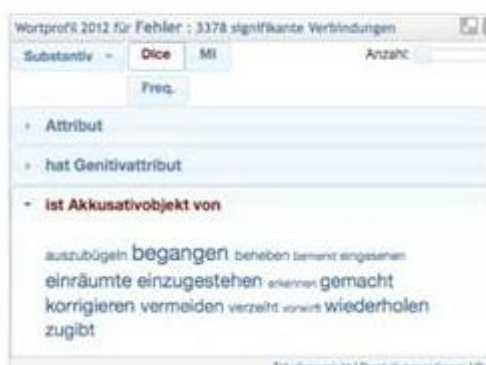 Wortprofil 2012 für Fehler : 3378 signifikante Verbindungen
Substantiv Dice MI Anzahl:
Freq.
Attribut
hat Genitivattribut
ist Akkusativobjekt von
auszubügeln begangen beheben bemerkt eingesehen
einräumte einzugestehen erkennen gemacht
korrigieren vermeiden verzeiht vorwirft wiederholen
zugibt